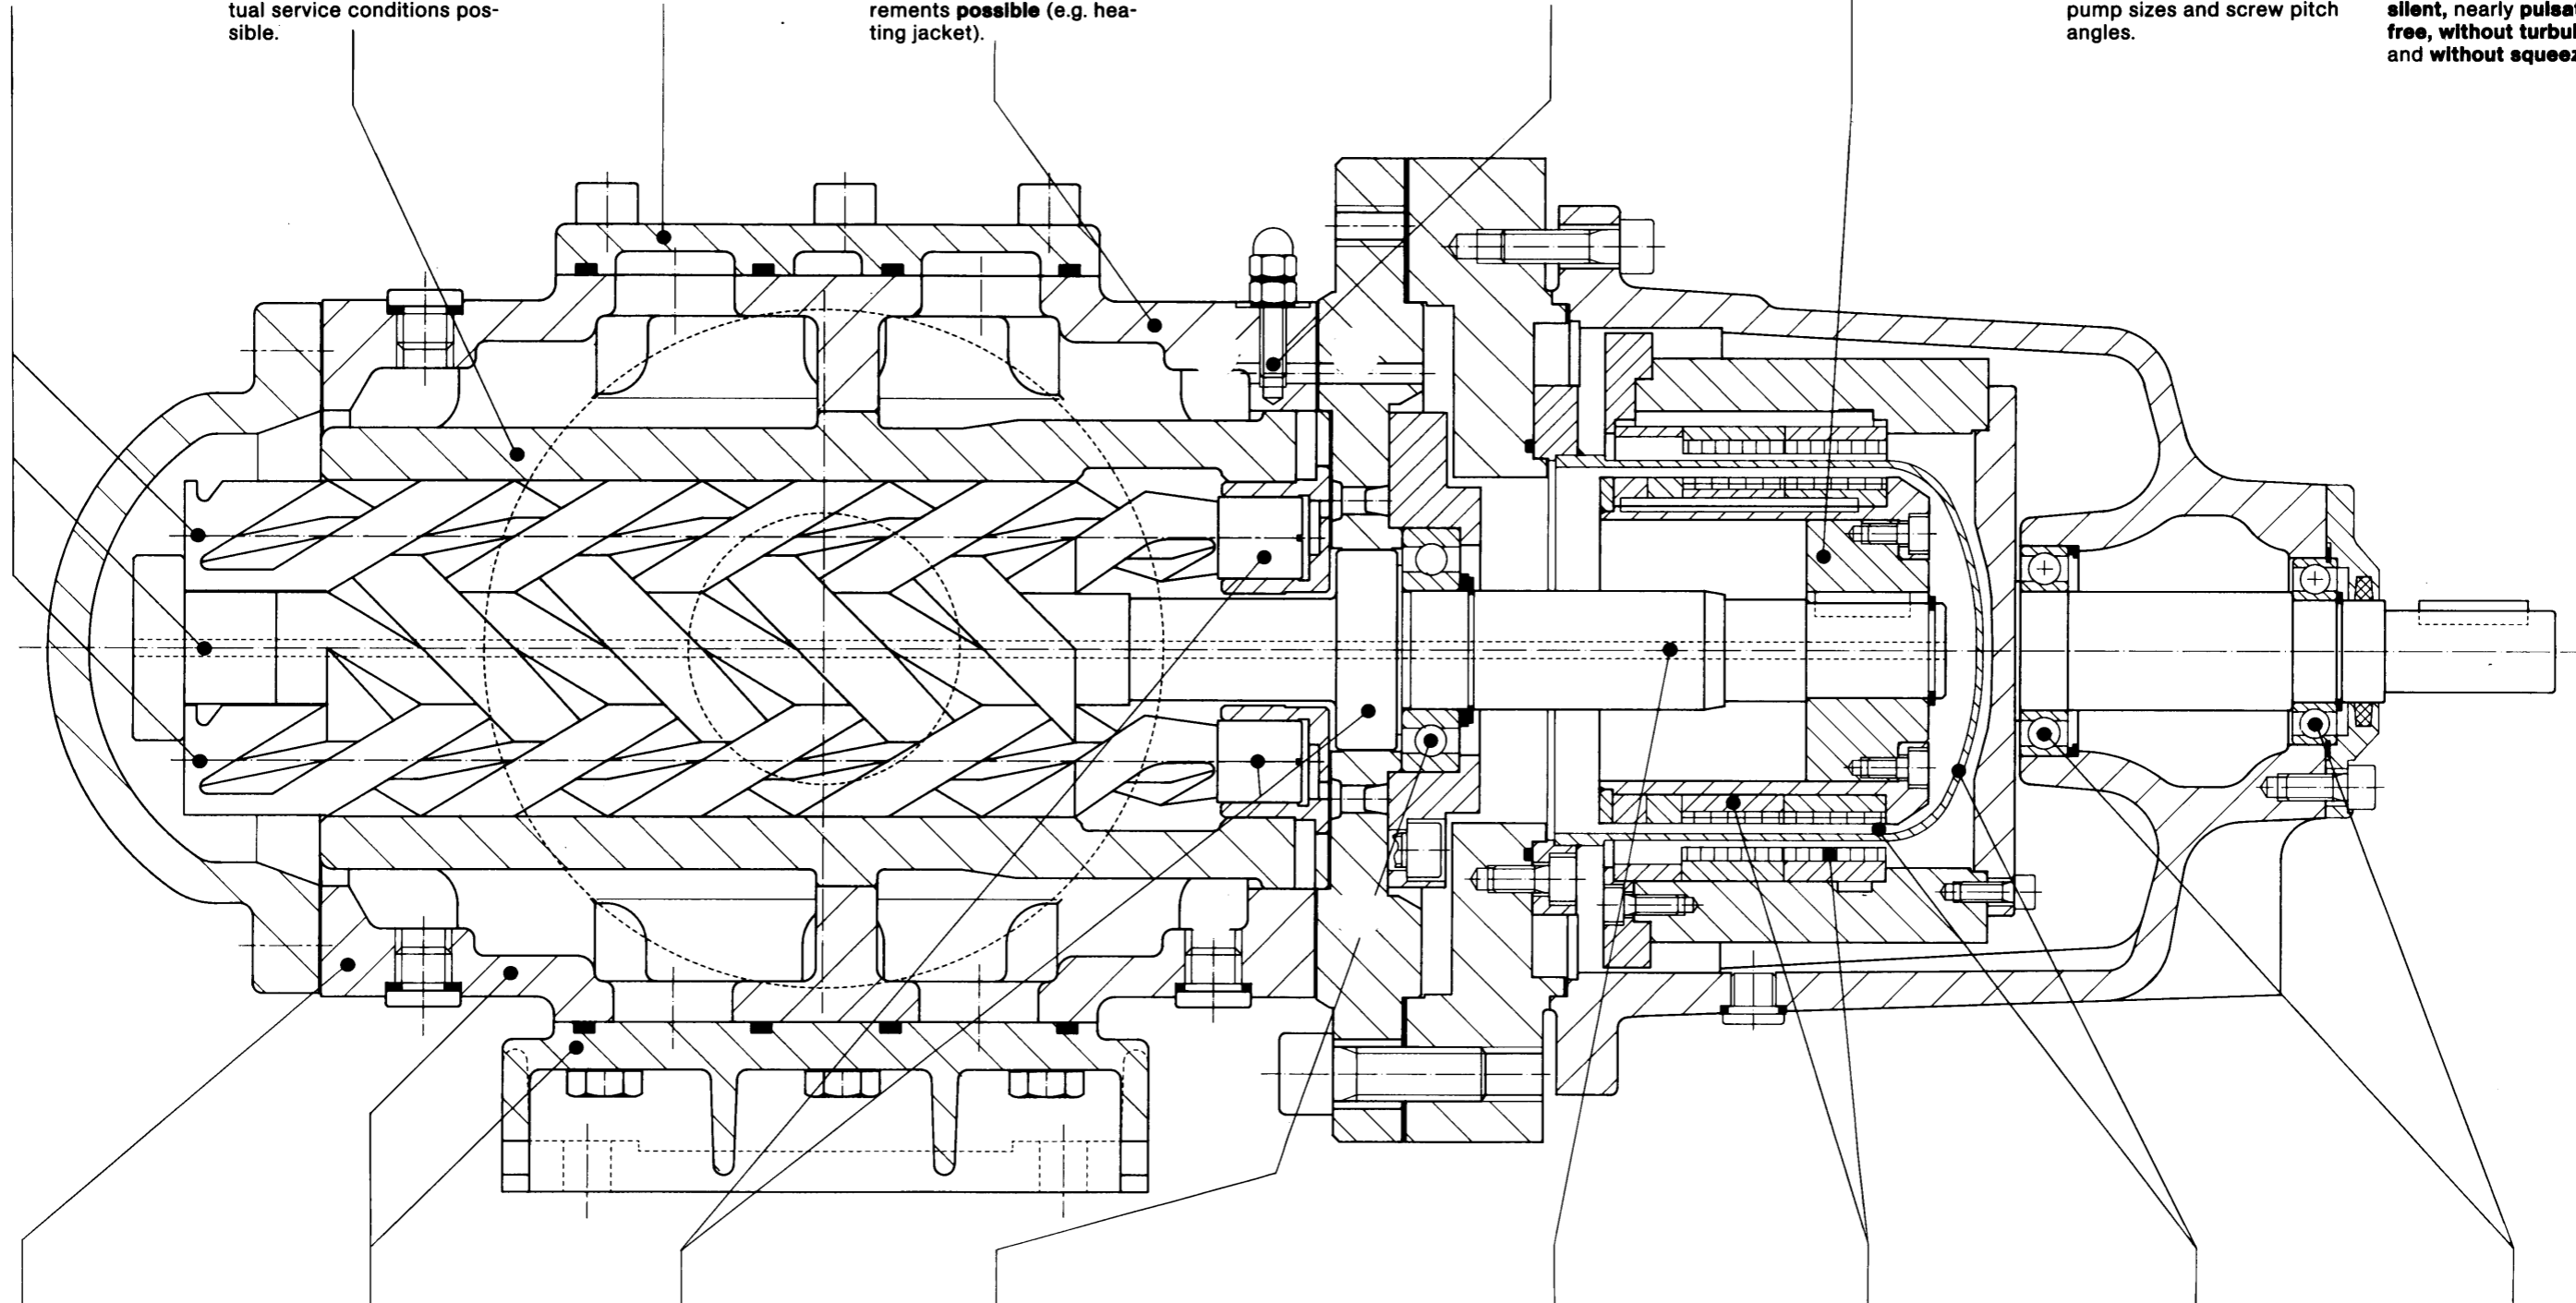 tual service conditions pos-
sible.
rements possible (e.g. hea-
ting jacket).
pump sizes and screw pitch
angles.
silent, nearly
free, without
and without